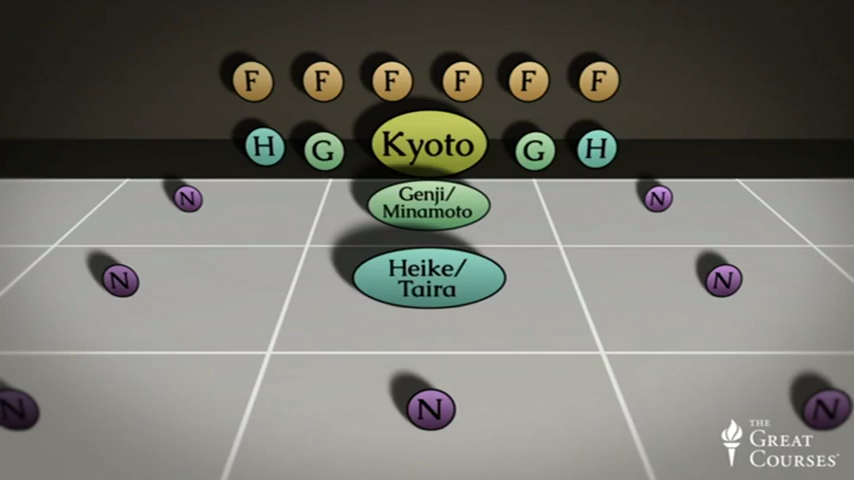 F F F F F F
H G Kyoto G H
N Genji/ N
Minamoto
N Heike/ N
Taira
N N N
THE
GREAT
COURSES®